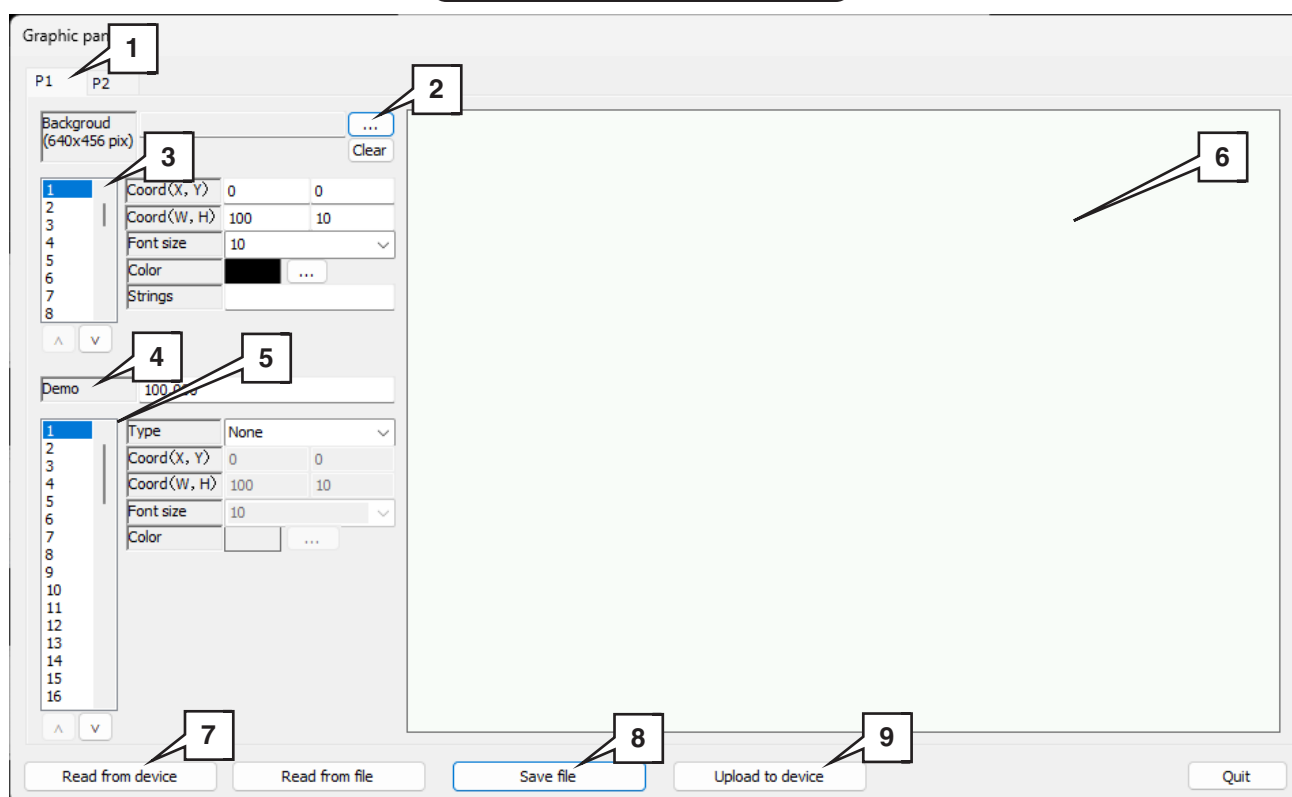 Graphic pan
1
P1 P2
2
Backgroud
(640x456 pix)
...
Clear
3
6
1
2
3
4
5
6
7
8
Coord(X, Y) 0 0
Coord(W, H) 100 10
Font size 10
Color ...
Strings
∧ ∨
4
5
Demo
1
2
3
4
5
6
7
8
9
10
11
12
13
14
15
16
Type None
Coord(X, Y) 0 0
Coord(W, H) 100 10
Font size 10
Color ...
∧ ∨
7
8
9
Read from device Read from file Save file Upload to device Quit